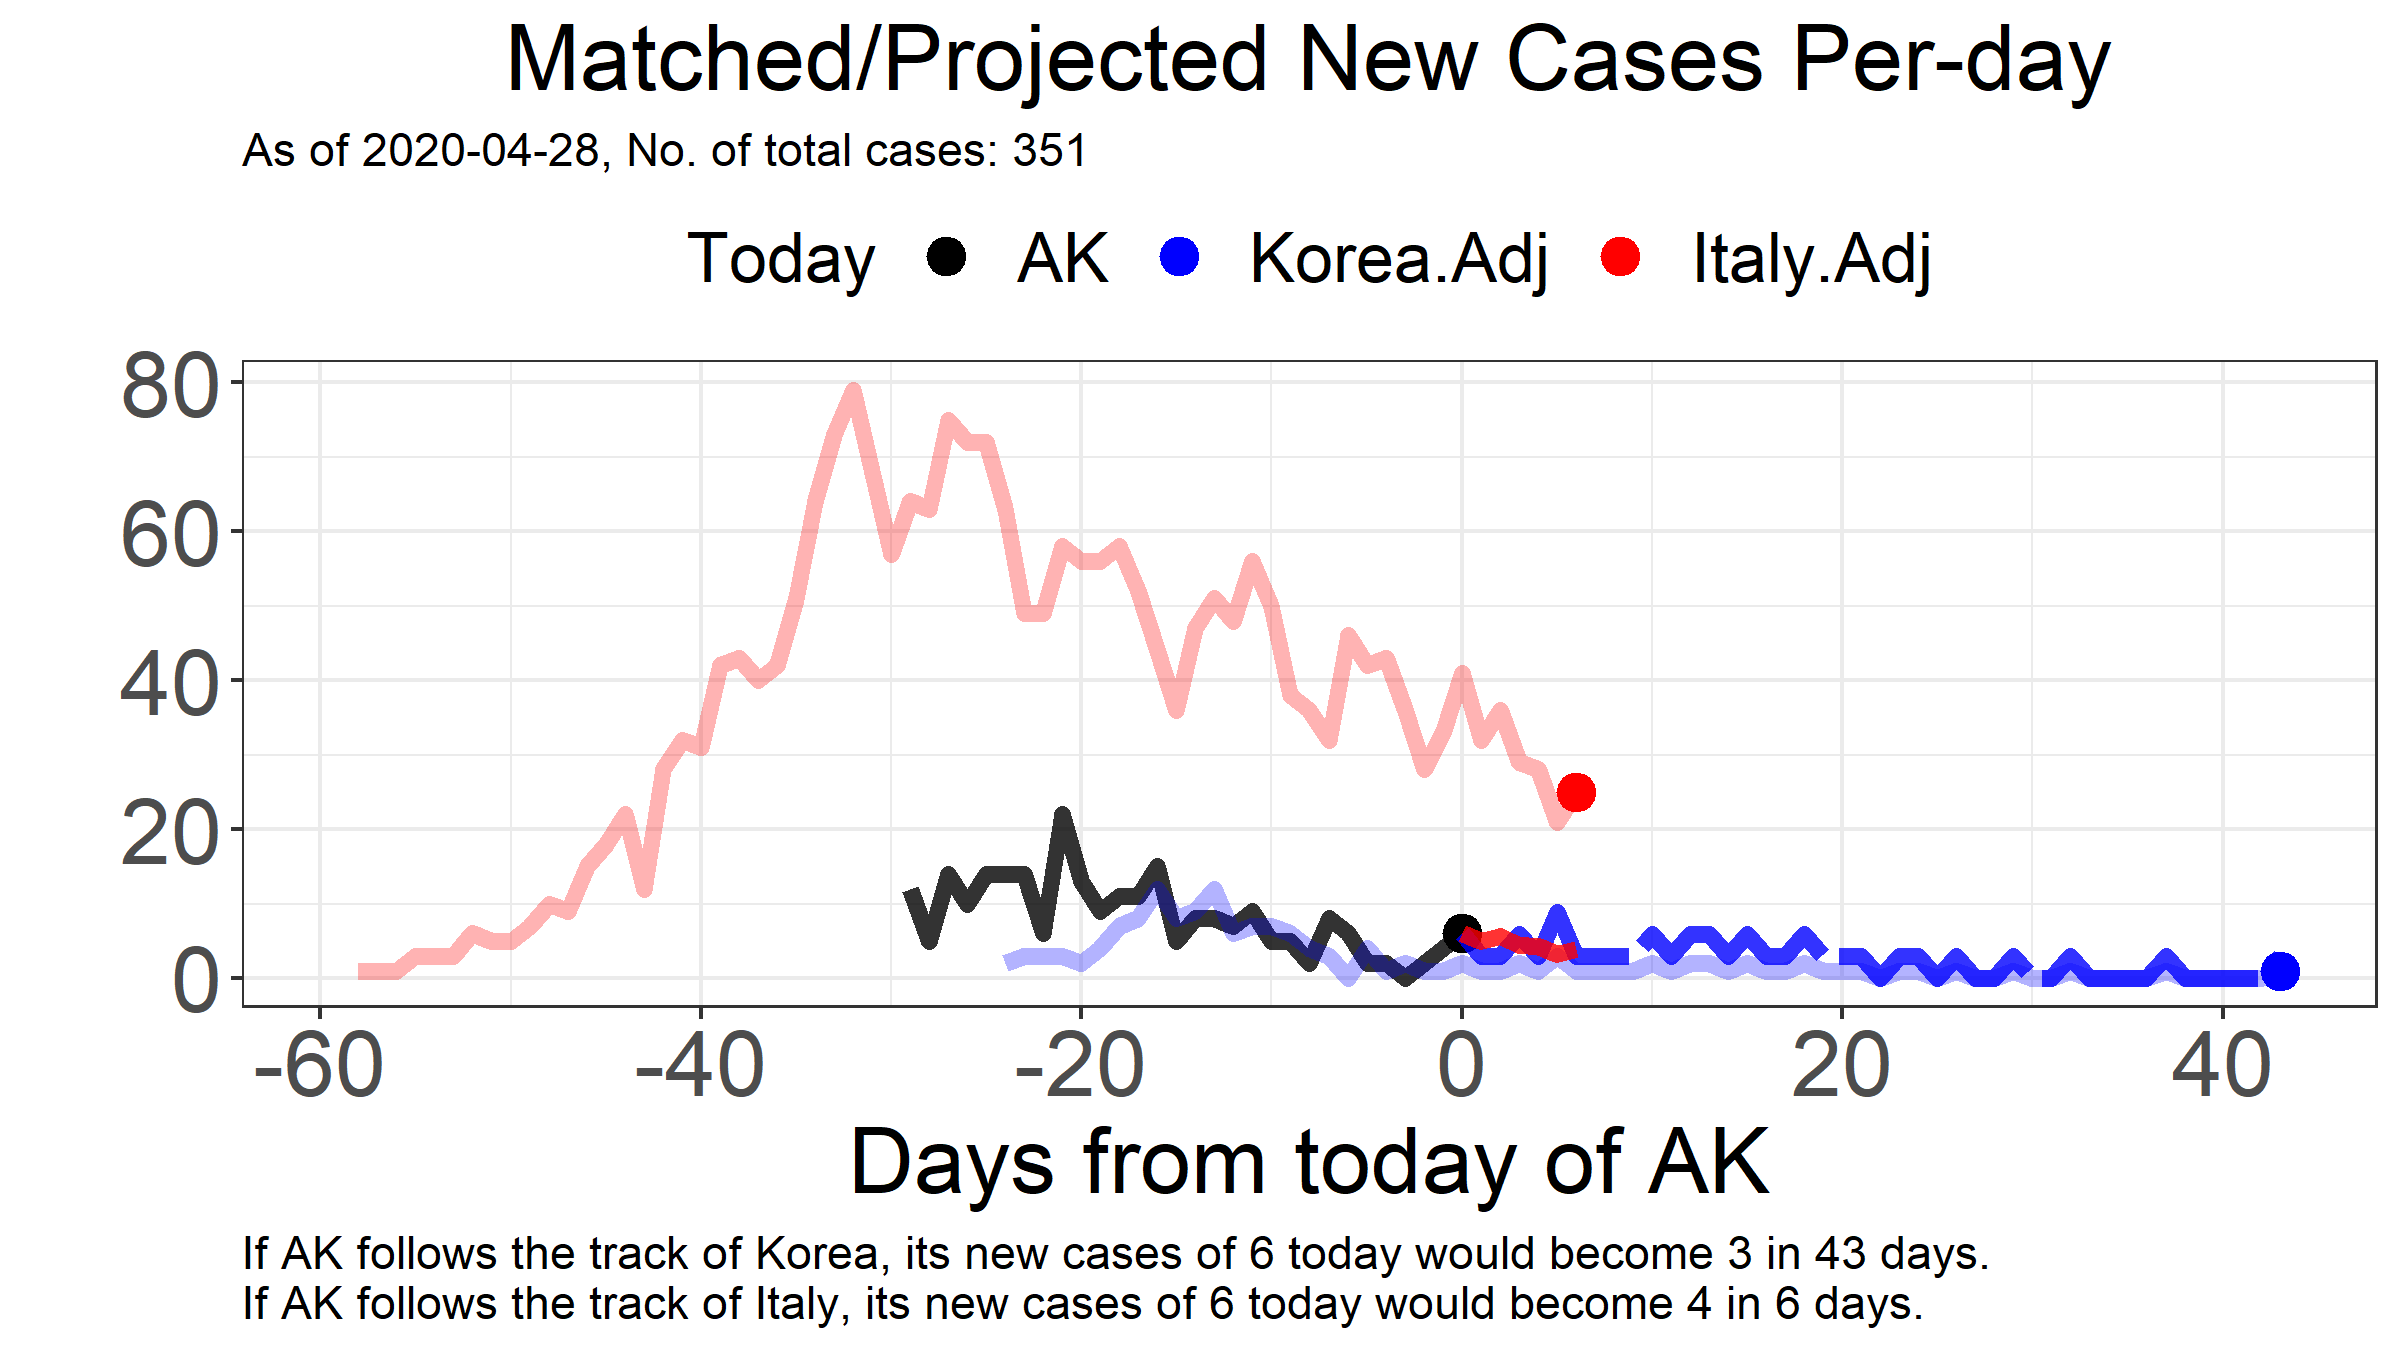 Matched/Projected New Cases Per-day
As of 2020-04-28, No. of total cases: 351
Today AK Korea.Adj Italy.Adj
80
60
40
20
0
-60 -40 -20 0 20 40
Days from today of AK
If AK follows the track of Korea, its new cases of 6 today would become 3 in 43 days.
If AK follows the track of Italy, its new cases of 6 today would become 4 in 6 days.